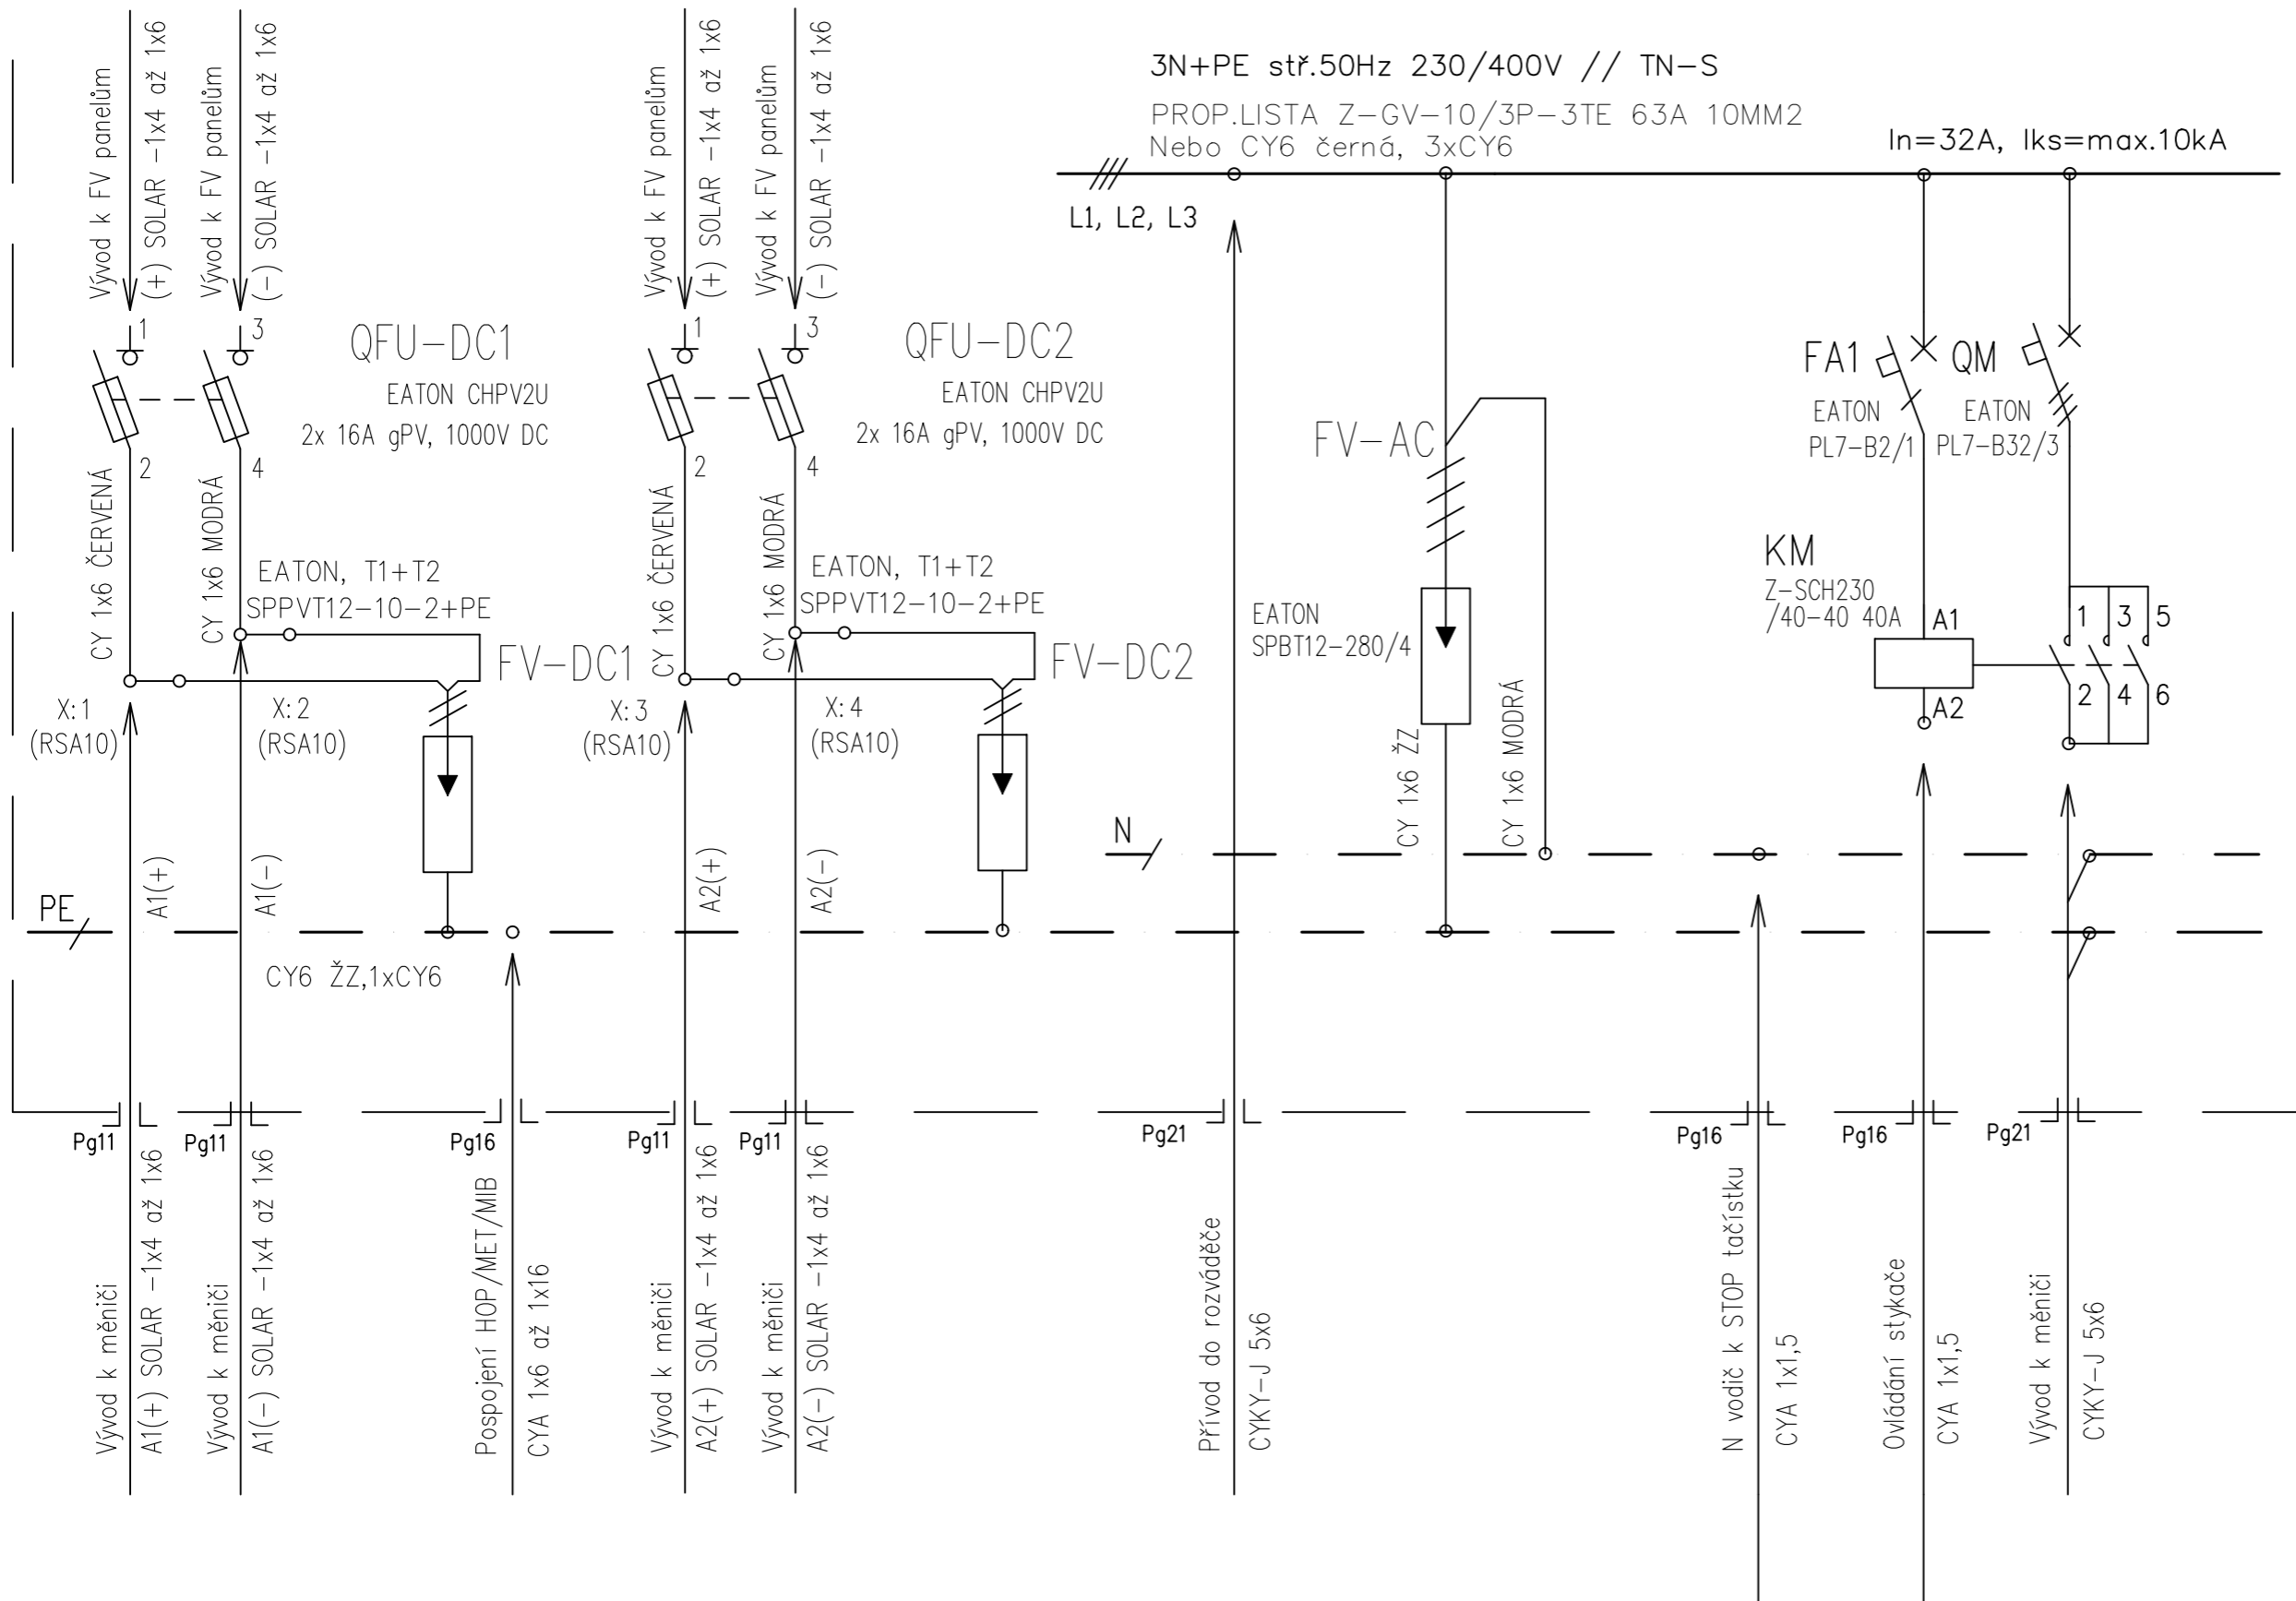 Vývod k FV panelům
(+) SOLAR -1x4 až 1x6
Vývod k FV panelům
(-) SOLAR -1x4 až 1x6
Vývod k FV panelům
(+) SOLAR -1x4 až 1x6
Vývod k FV panelům
(-) SOLAR -1x4 až 1x6
3N+PE stř.50Hz 230/400V // TN-S
PROP.LISTA Z-GV-10/3P-3TE 63A 10MM2
Nebo CY6 černá, 3xCY6
In=32A, Iks=max.10kA
L1, L2, L3
1
3
QFU-DC1
EATON CHPV2U
2x 16A gPV, 1000V DC
2
4
1
3
QFU-DC2
EATON CHPV2U
2x 16A gPV, 1000V DC
2
4
FV-AC
FA1
EATON
PL7-B2/1
QM
EATON
PL7-B32/3
CY 1x6 ČERVENÁ
CY 1x6 MODRÁ
EATON, T1+T2
SPPVT12-10-2+PE
FV-DC1
CY 1x6 ČERVENÁ
CY 1x6 MODRÁ
EATON, T1+T2
SPPVT12-10-2+PE
FV-DC2
EATON
SPBT12-280/4
KM
Z-SCH230
/40-40 40A
A1
A2
1
3
5
2
4
6
X:1
(RSA10)
X:2
(RSA10)
X:3
(RSA10)
X:4
(RSA10)
CY 1x6 ŽZ
CY 1x6 MODRÁ
N
A1(+)
A1(-)
A2(+)
A2(-)
PE
CY6 ŽZ,1xCY6
Pg11
Pg11
Pg16
Pg11
Pg11
Pg21
Pg16
Pg16
Pg21
Vývod k měniči
A1(+) SOLAR -1x4 až 1x6
Vývod k měniči
A1(-) SOLAR -1x4 až 1x6
Pospojení HOP/MET/MIB
CYA 1x6 až 1x16
Vývod k měniči
A2(+) SOLAR -1x4 až 1x6
Vývod k měniči
A2(-) SOLAR -1x4 až 1x6
Přívod do rozváděče
CYKY-J 5x6
N vodič k STOP tačístku
CYA 1x1,5
Ovládání stykače
CYA 1x1,5
Vývod k měniči
CYKY-J 5x6